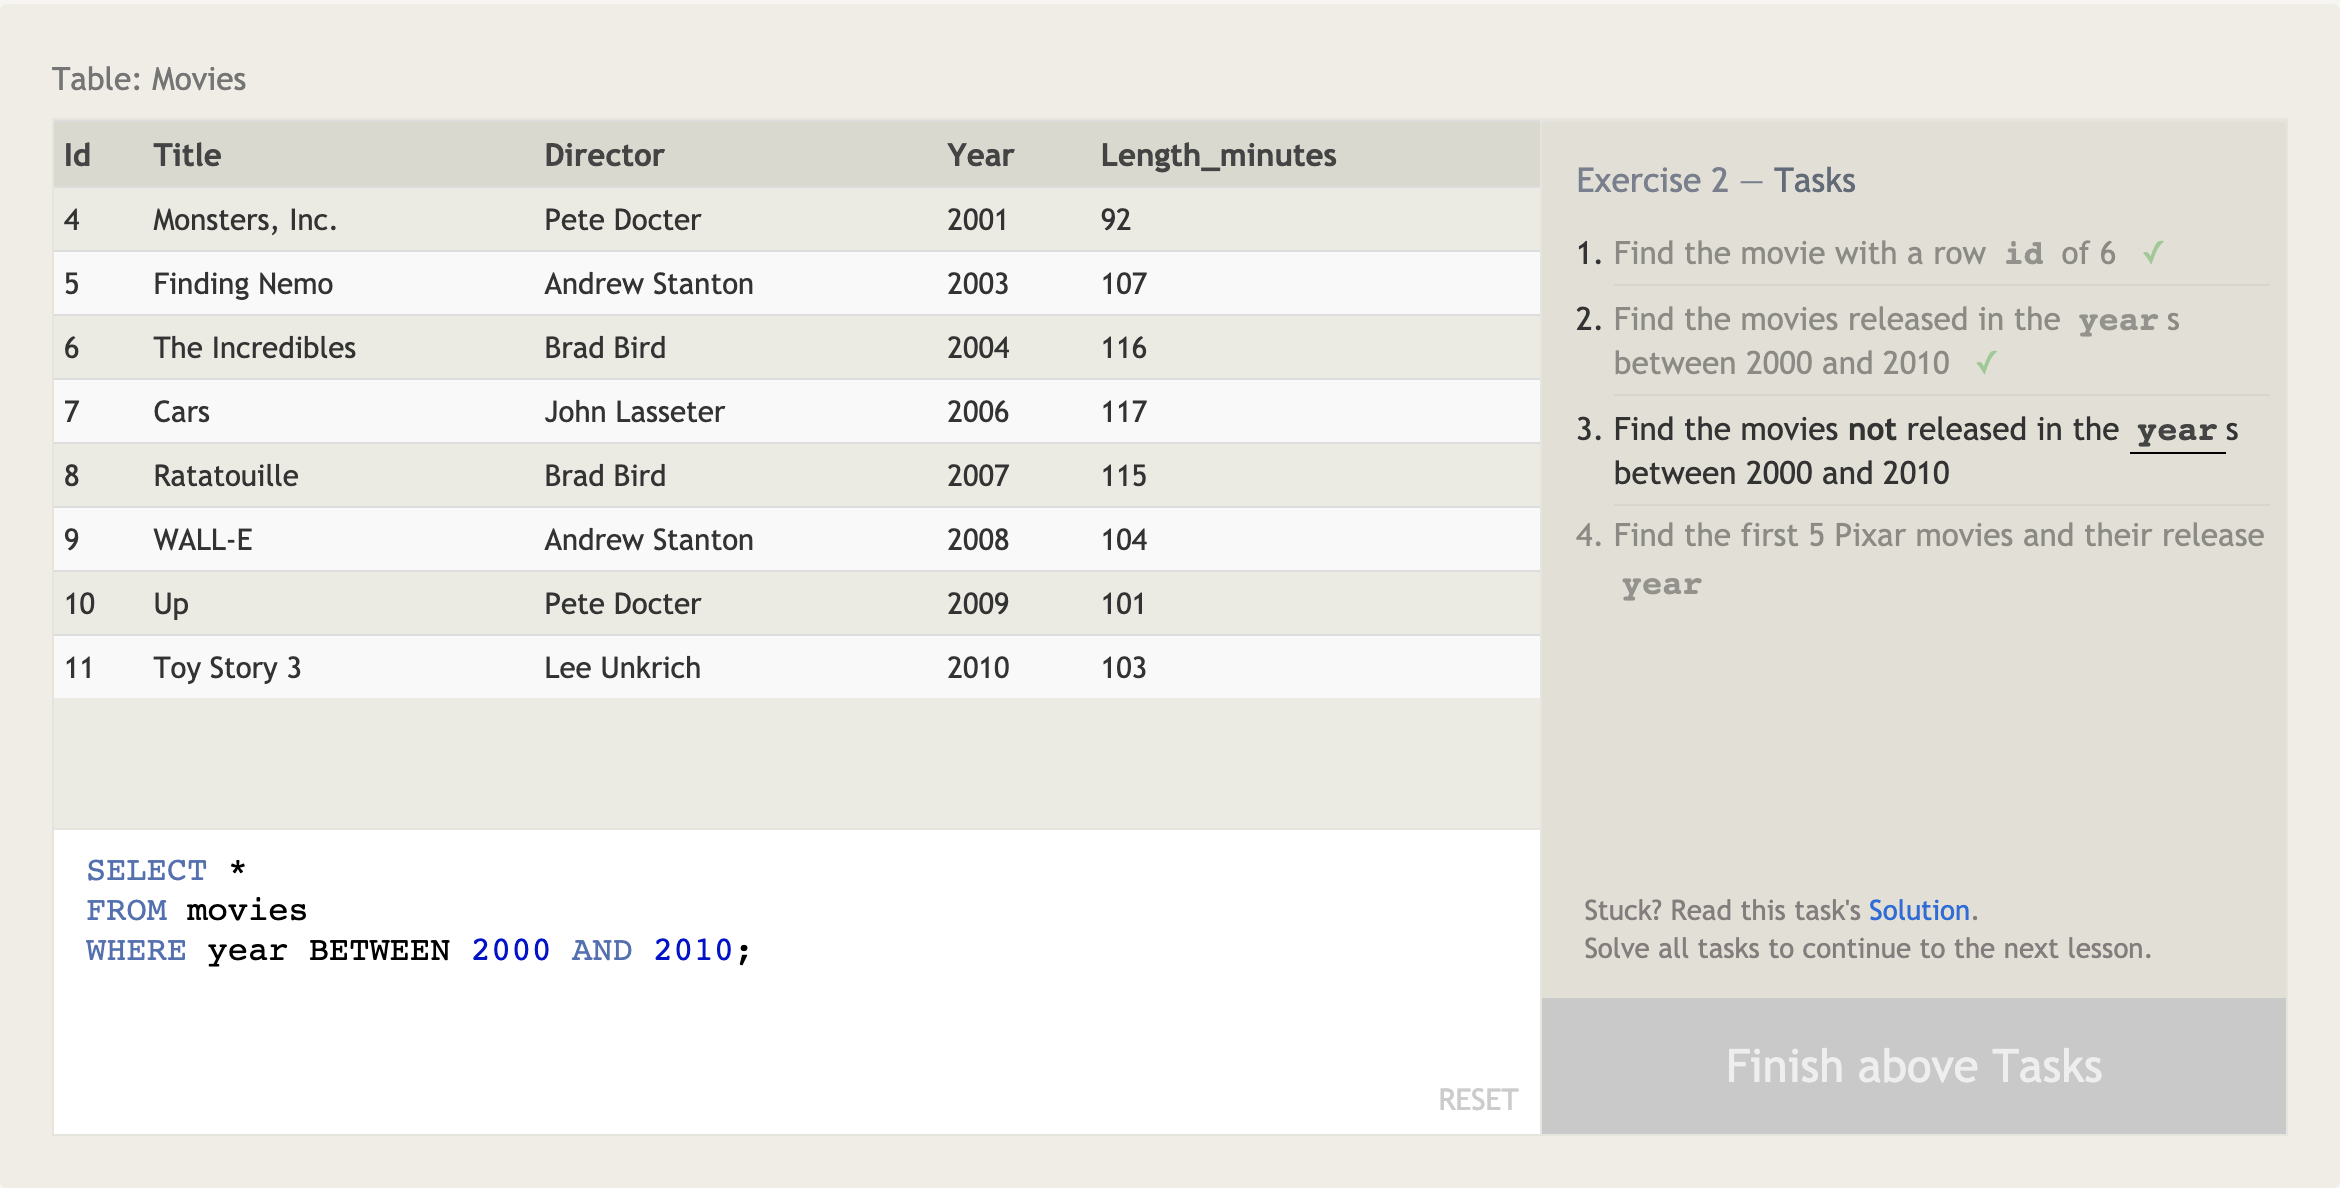 Table: Movies
Id Title Director Year Length_minutes
4 Monsters, Inc. Pete Docter 2001 92
5 Finding Nemo Andrew Stanton 2003 107
6 The Incredibles Brad Bird 2004 116
7 Cars John Lasseter 2006 117
8 Ratatouille Brad Bird 2007 115
9 WALL-E Andrew Stanton 2008 104
10 Up Pete Docter 2009 101
11 Toy Story 3 Lee Unkrich 2010 103
SELECT *
FROM movies
WHERE year BETWEEN 2000 AND 2010;
RESET
Exercise 2 — Tasks
1. Find the movie with a row id of 6 ✓
2. Find the movies released in the years
between 2000 and 2010 ✓
3. Find the movies not released in the years
between 2000 and 2010
4. Find the first 5 Pixar movies and their release
year
Stuck? Read this task's Solution.
Solve all tasks to continue to the next lesson.
Finish above Tasks